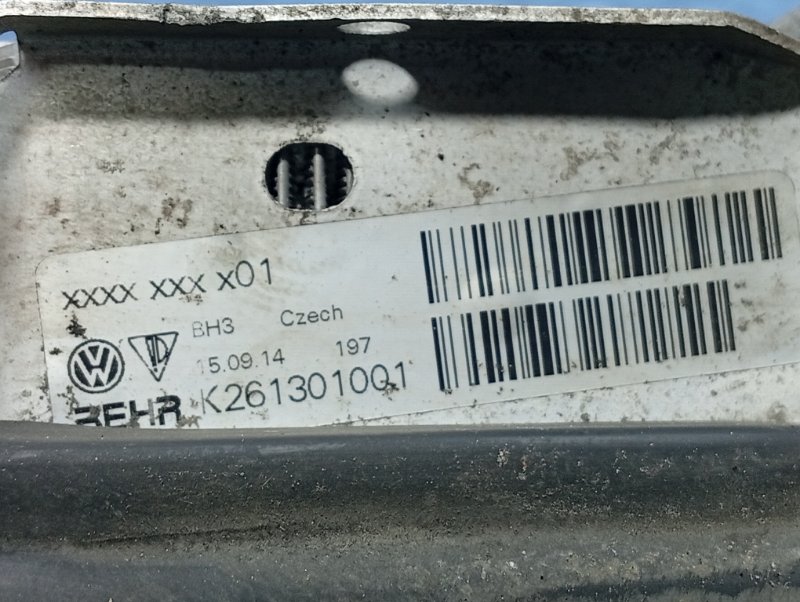 xxxx xxx x01
BH3 Czech
15.09.14 197
BEHR K261301001